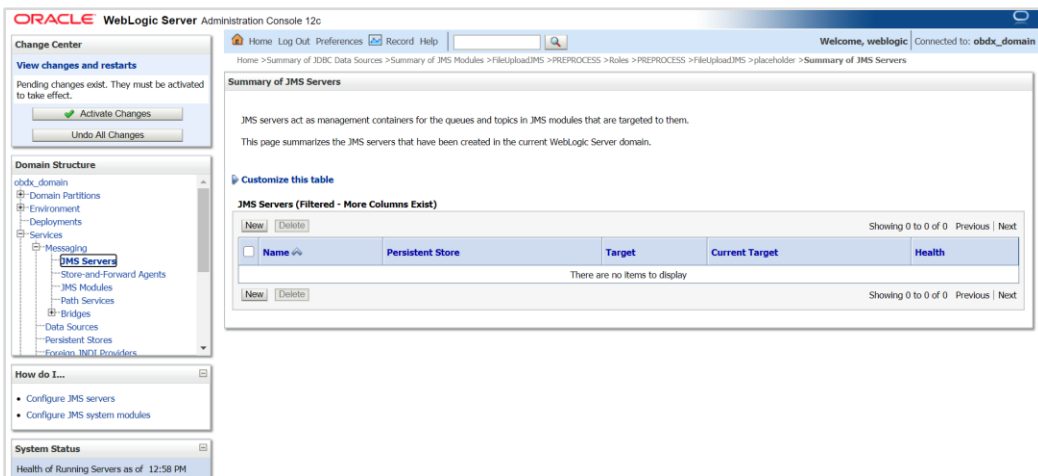 ORACLE WebLogic Server Administration Console 12c
Change Center
View changes and restarts
Pending changes exist. They must be activated
to take effect.
Activate Changes
Undo All Changes
Domain Structure
obdx_domain
Domain Partitions
Environment
Deployments
Services
Messaging
JMS Servers
Store-and-Forward Agents
JMS Modules
Path Services
Bridges
Data Sources
Persistent Stores
Foreign JNDI Providers
How do I...
Configure JMS servers
Configure JMS system modules
System Status
Health of Running Servers as of 12:58 PM
Home Log Out Preferences Record Help
Welcome, weblogic Connected to: obdx_domain
Home >Summary of JDBC Data Sources >Summary of JMS Modules >FileUploadJMS >PREPROCESS >Roles >PREPROCESS >FileUploadJMS >placeholder >Summary of JMS Servers
Summary of JMS Servers
JMS servers act as management containers for the queues and topics in JMS modules that are targeted to them.
This page summarizes the JMS servers that have been created in the current WebLogic Server domain.
Customize this table
JMS Servers (Filtered - More Columns Exist)
New Delete Showing 0 to 0 of 0 Previous | Next
Name Persistent Store Target Current Target Health
There are no items to display
New Delete Showing 0 to 0 of 0 Previous | Next